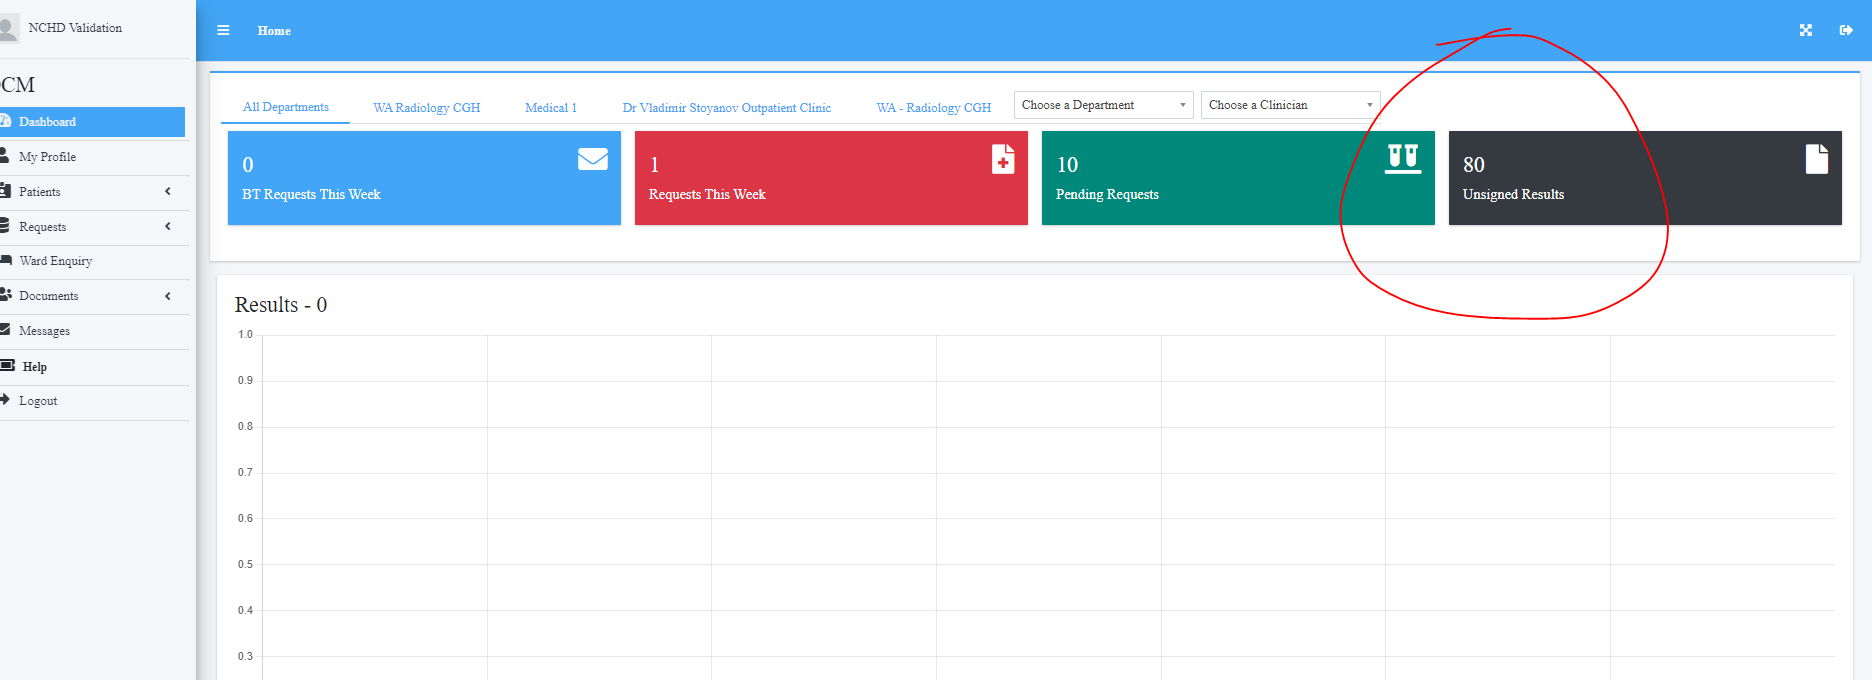 NCHD Validation
Home
CM
Dashboard
My Profile
Patients
Requests
Ward Enquiry
Documents
Messages
Help
Logout
All Departments
WA Radiology CGH
Medical 1
Dr Vladimir Stoyanov Outpatient Clinic
WA - Radiology CGH
Choose a Department
Choose a Clinician
0
BT Requests This Week
1
Requests This Week
10
Pending Requests
80
Unsigned Results
Results - 0
1.0
0.9
0.8
0.7
0.6
0.5
0.4
0.3